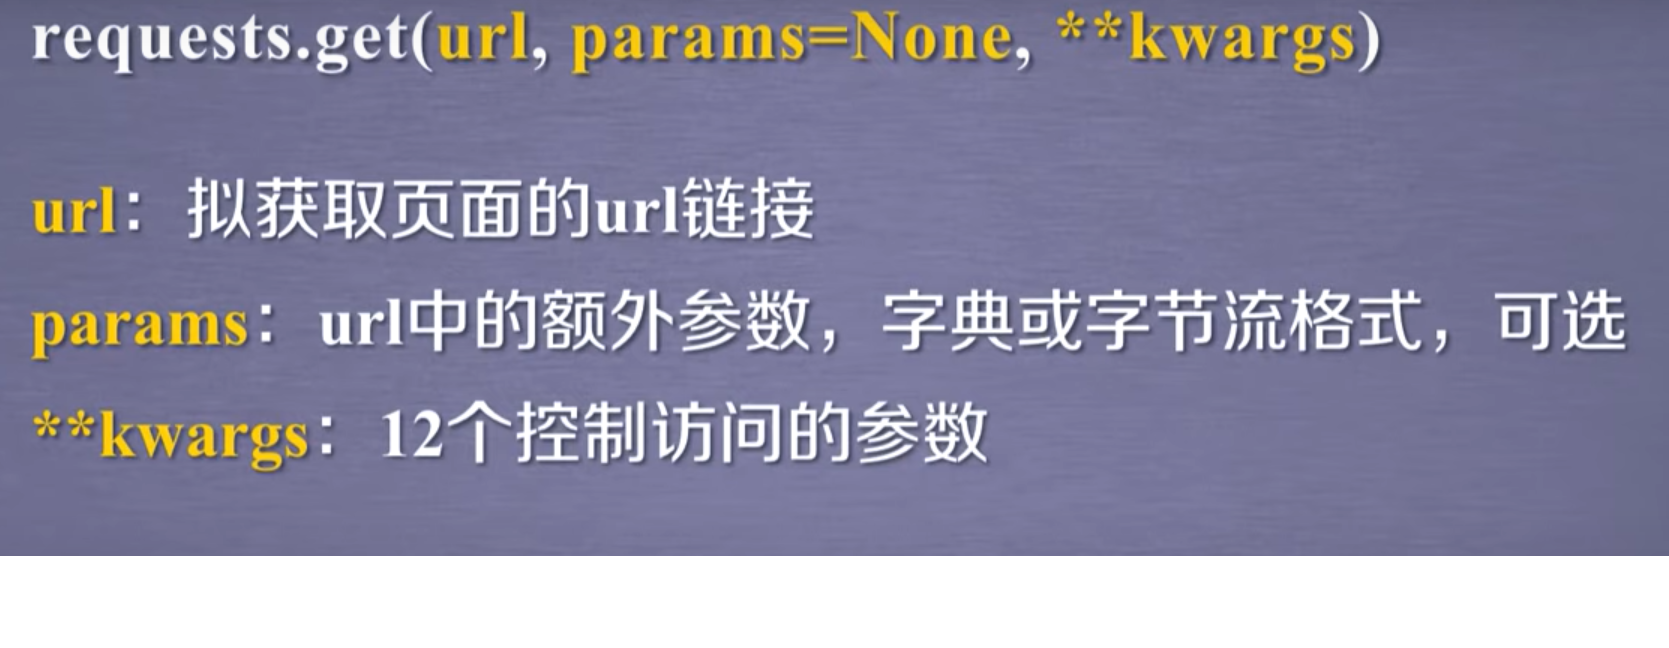 requests.get(url, params=None, **kwargs)
url：拟获取页面的url链接
params：url中的额外参数，字典或字节流格式，可选
**kwargs：12个控制访问的参数